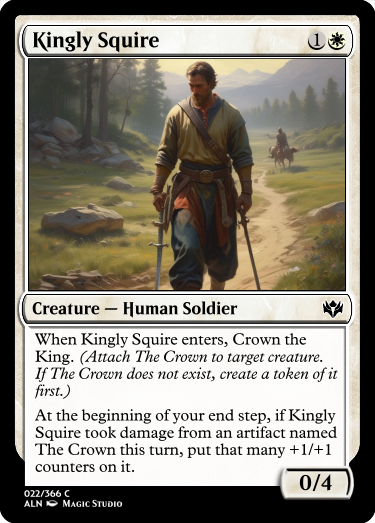 Kingly Squire
1
Creature — Human Soldier
When Kingly Squire enters, Crown the
King. (Attach The Crown to target creature.
If The Crown does not exist, create a token of it
first.)
At the beginning of your end step, if Kingly
Squire took damage from an artifact named
The Crown this turn, put that many +1/+1
counters on it.
0/4
022/366 C
ALN Magic Studio